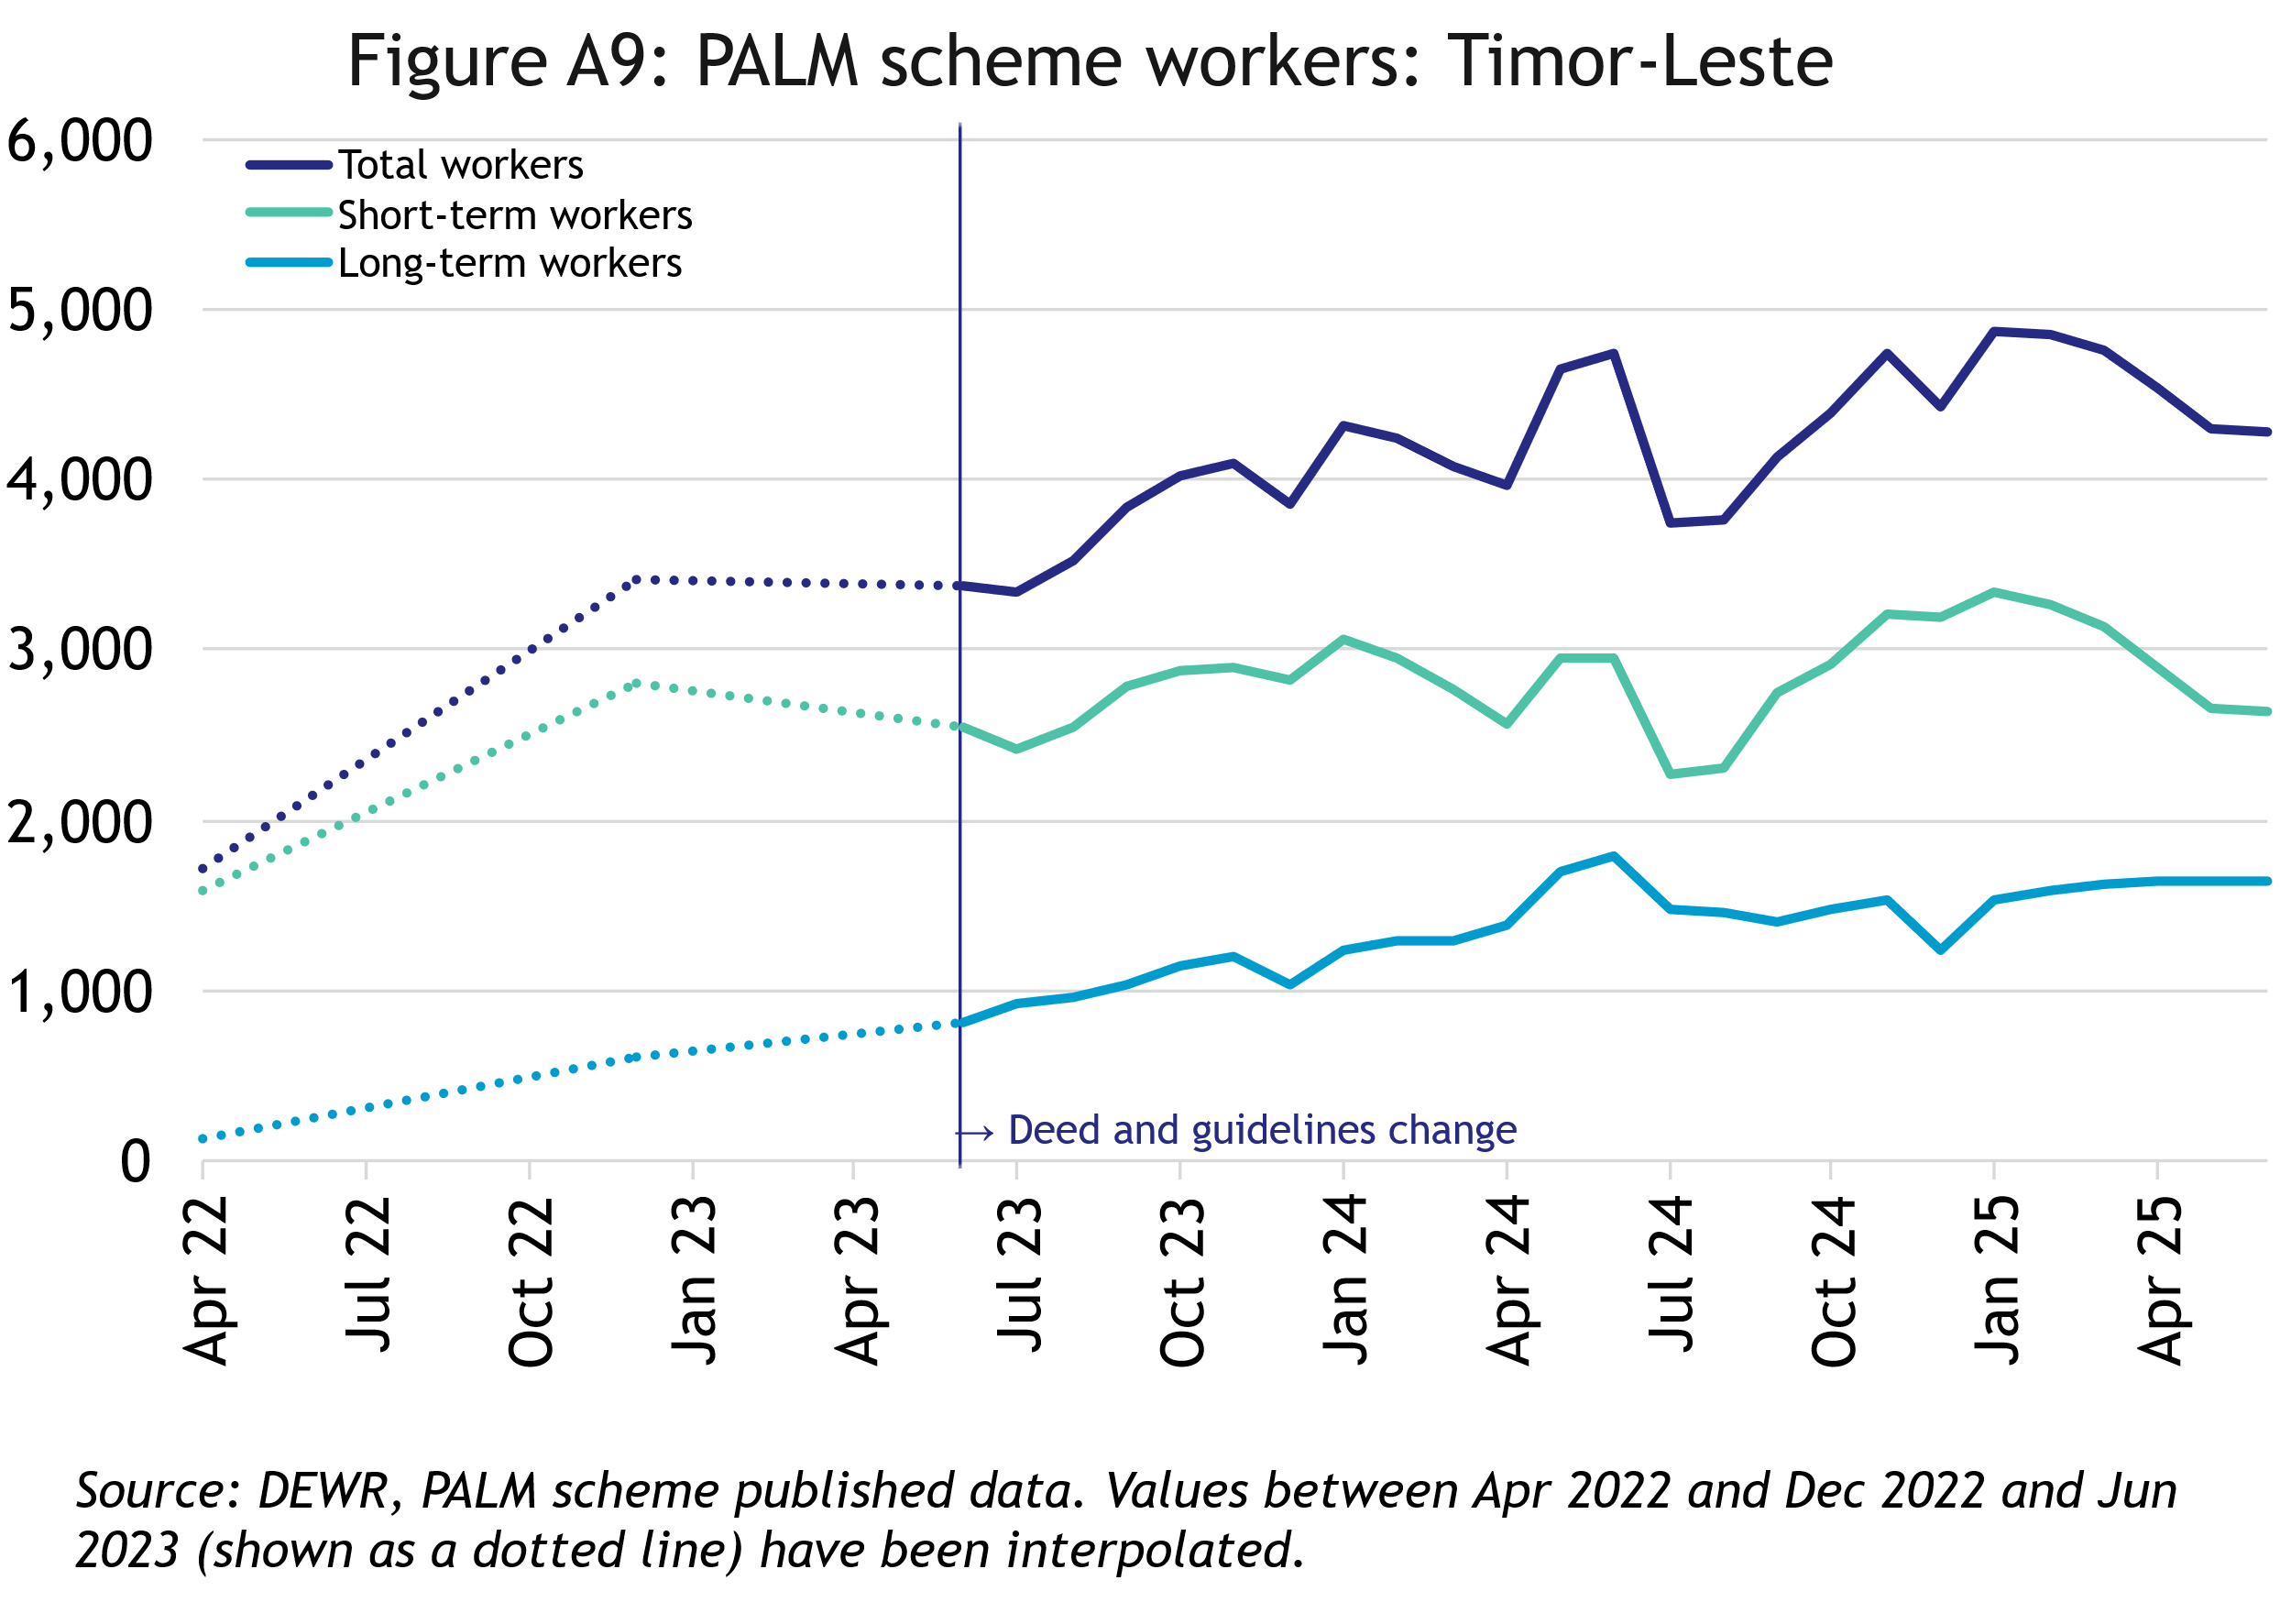 Figure A9: PALM scheme workers: Timor-Leste
6,000
Total workers
Short-term workers
Long-term workers
5,000
4,000
3,000
2,000
1,000
→ Deed and guidelines change
0
Apr 22
Jul 22
Oct 22
Jan 23
Apr 23
Jul 23
Oct 23
Jan 24
Apr 24
Jul 24
Oct 24
Jan 25
Apr 25
Source: DEWR, PALM scheme published data. Values between Apr 2022 and Dec 2022 and Jun
2023 (shown as a dotted line) have been interpolated.